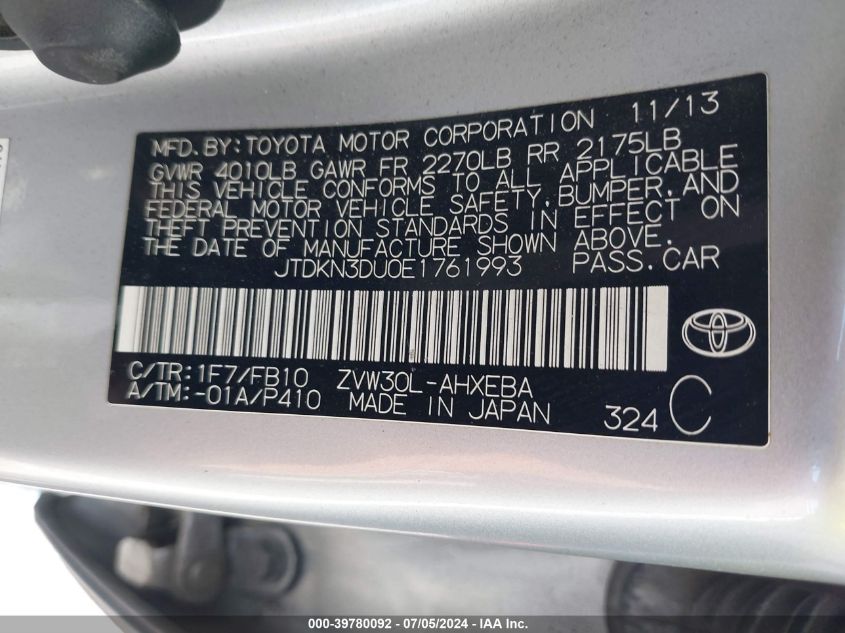 MFD. BY: TOYOTA MOTOR CORPORATION 11/13
GVWR 4010LB GAWR FR 2270LB RR 2175LB
THIS VEHICLE CONFORMS TO ALL APPLICABLE
FEDERAL MOTOR VEHICLE SAFETY, BUMPER, AND
THEFT PREVENTION STANDARDS IN EFFECT ON
THE DATE OF MANUFACTURE SHOWN ABOVE.
JTDKN3DU0E1761993 PASS. CAR
C/TR: 1F7/FB10 ZVW30L-AHXEBA
A/TM: -01A/P410 MADE IN JAPAN 324 C
000-39780092 - 07/05/2024 - IAA Inc.